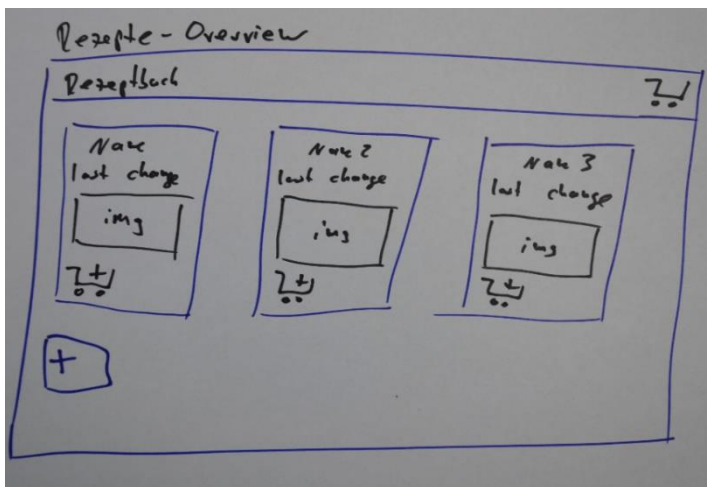 Rezepte - Overview
Rezeptbuch
Name
last change
img
Name 2
last change
img
Name 3
last change
img
+